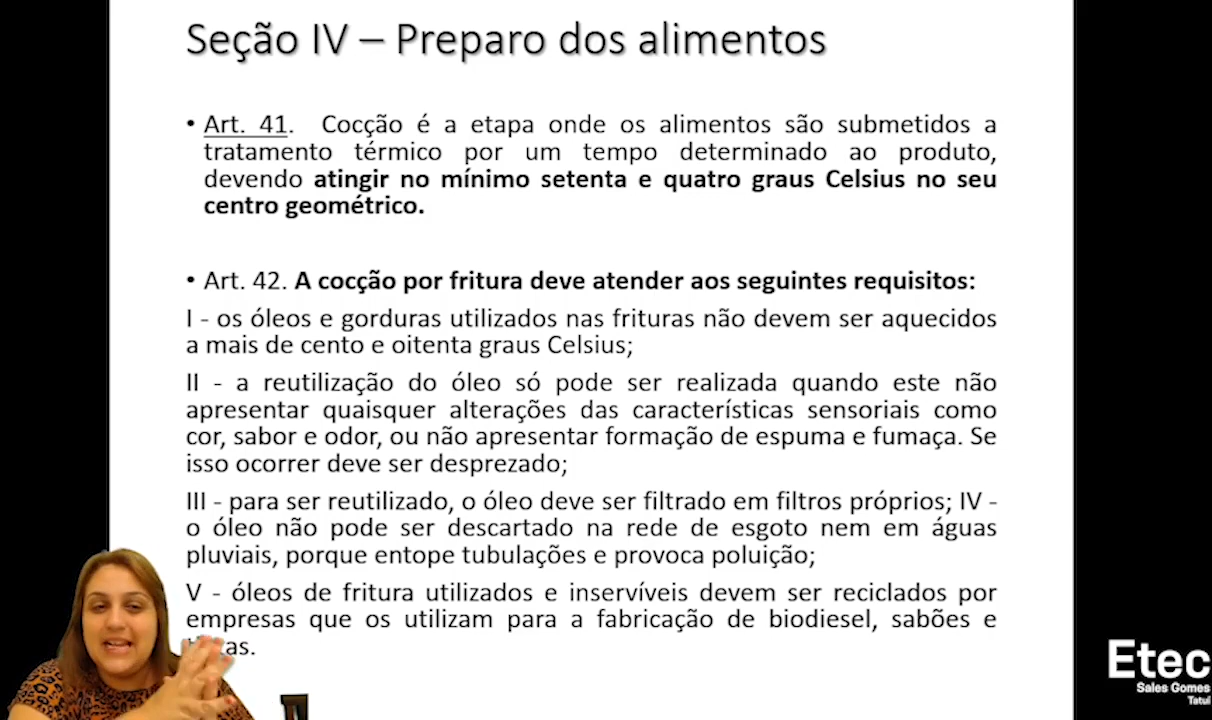 Seção IV – Preparo dos alimentos
• Art. 41. Cocção é a etapa onde os alimentos são submetidos a
tratamento térmico por um tempo determinado ao produto,
devendo atingir no mínimo setenta e quatro graus Celsius no seu
centro geométrico.
• Art. 42. A cocção por fritura deve atender aos seguintes requisitos:
I - os óleos e gorduras utilizados nas frituras não devem ser aquecidos
a mais de cento e oitenta graus Celsius;
II - a reutilização do óleo só pode ser realizada quando este não
apresentar quaisquer alterações das características sensoriais como
cor, sabor e odor, ou não apresentar formação de espuma e fumaça. Se
isso ocorrer deve ser desprezado;
III - para ser reutilizado, o óleo deve ser filtrado em filtros próprios; IV -
o óleo não pode ser descartado na rede de esgoto nem em águas
pluviais, porque entope tubulações e provoca poluição;
V - óleos de fritura utilizados e inservíveis devem ser reciclados por
empresas que os utilizam para a fabricação de biodiesel, sabões e
Etec
Sales Gomes
Tatuí